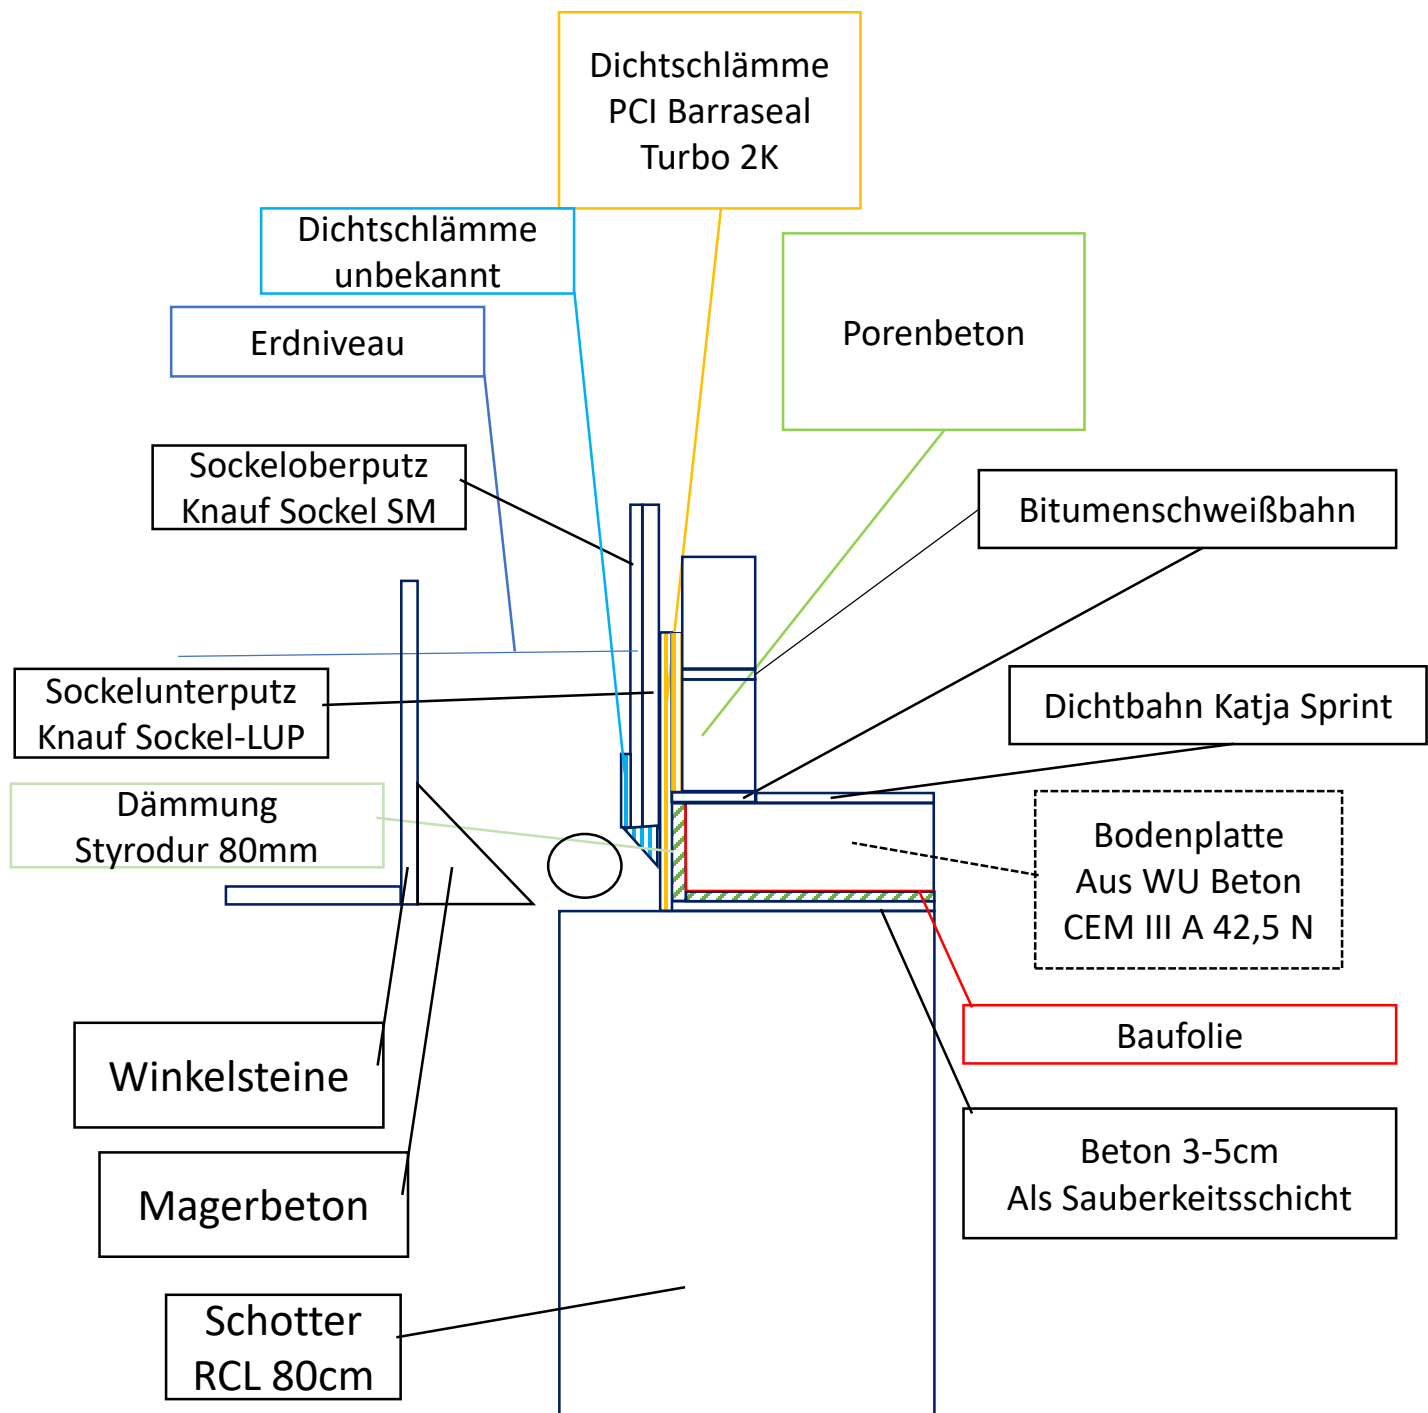 Dichtschlämme
PCI Barraseal
Turbo 2K
Dichtschlämme
unbekannt
Porenbeton
Erdniveau
Sockeloberputz
Knauf Sockel SM
Bitumenschweißbahn
Sockelunterputz
Knauf Sockel-LUP
Dichtbahn Katja Sprint
Dämmung
Styrodur 80mm
Bodenplatte
Aus WU Beton
CEM III A 42,5 N
Winkelsteine
Baufolie
Magerbeton
Beton 3-5cm
Als Sauberkeitsschicht
Schotter
RCL 80cm